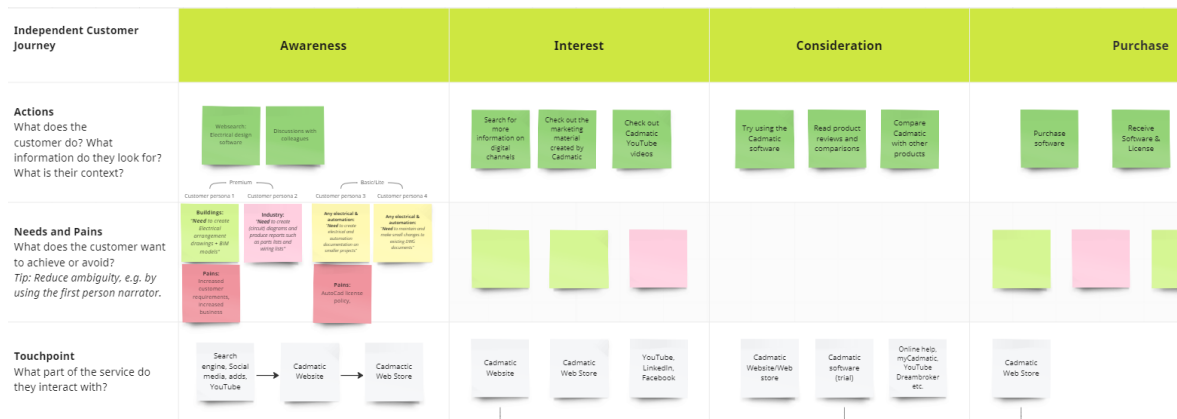 Independent Customer
Journey
Awareness
Interest
Consideration
Purchase
Actions
What does the
customer do? What
information do they look for?
What is their context?
Websearch:
Electrical design
software
Discussions with
colleagues
Search for
more
information on
digital
channels
Check out the
marketing
material
created by
Cadmatic
Check out
Cadmatic
YouTube
videos
Try using the
Cadmatic
software
Read product
reviews and
comparisons
Compare
Cadmatic
with other
products
Purchase
software
Receive
Software &
License
Premium
Basic/Lite
Customer persona 1
Customer persona 2
Customer persona 3
Customer persona 4
Needs and Pains
What does the customer want
to achieve or avoid?
Tip: Reduce ambiguity, e.g. by
using the first person narrator.
Buildings:
"Need to create
Electrical
arrangement
drawings + BIM
models"
Industry:
"Need to create
(circuit) diagrams and
produce reports such
as parts lists and
wiring lists"
Any electrical &
automation:
"Need to create
electrical and
automation
documentation on
smaller projects"
Any electrical &
automation:
"Need to maintain and
make small changes to
existing DWG
documents"
Pains:
Increased
customer
requirements,
increased
business
Pains:
AutoCad license
policy,
Touchpoint
What part of the service do
they interact with?
Search
engine, Social
media, adds,
YouTube
Cadmatic
Website
Cadmactic
Web Store
Cadmatic
Website
Cadmatic
Web Store
YouTube,
LinkedIn,
Facebook
Cadmatic
Website/Web
store
Cadmatic
software
(trial)
Online help,
myCadmatic,
YouTube
Dreambroker
etc.
Cadmatic
Web Store